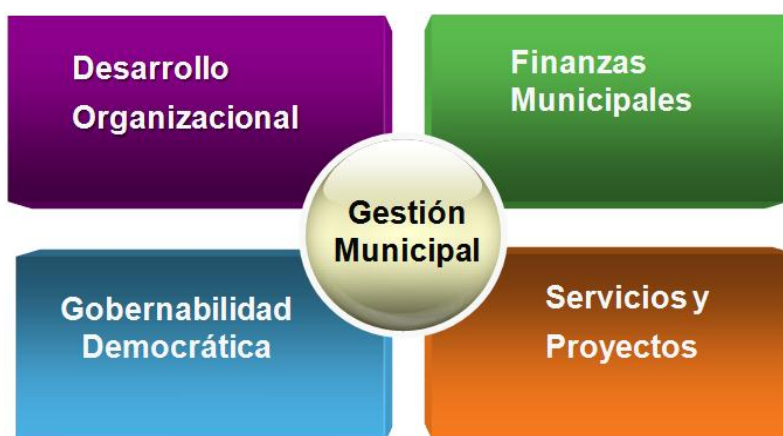 Desarrollo
Organizacional
Finanzas
Municipales
Gestión
Municipal
Gobernabilidad
Democrática
Servicios y
Proyectos